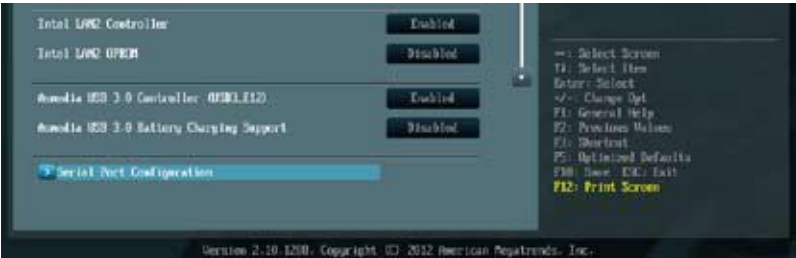 Intel LAN2 Controller Enabled
Intel LAN2 OPROM Disabled
Asmedia USB 3.0 Controller (USB3_E12) Enabled
Asmedia USB 3.0 Battery Charging Support Disabled
> Serial Port Configuration
→←: Select Screen
↑↓: Select Item
Enter: Select
+/-: Change Opt.
F1: General Help
F2: Previous Values
F3: Shortcut
F5: Optimized Defaults
F10: Save ESC: Exit
F12: Print Screen
Version 2.10.1208. Copyright (C) 2012 American Megatrends, Inc.